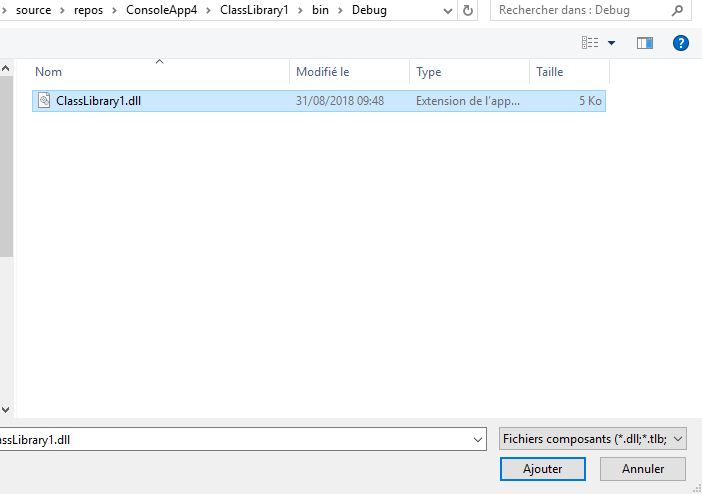 source > repos > ConsoleApp4 > ClassLibrary1 > bin > Debug
Rechercher dans : Debug
?
Nom Modifié le Type Taille
ClassLibrary1.dll 31/08/2018 09:48 Extension de l'app... 5 Ko
assLibrary1.dll
Fichiers composants (*.dll;*.tlb;
Ajouter Annuler